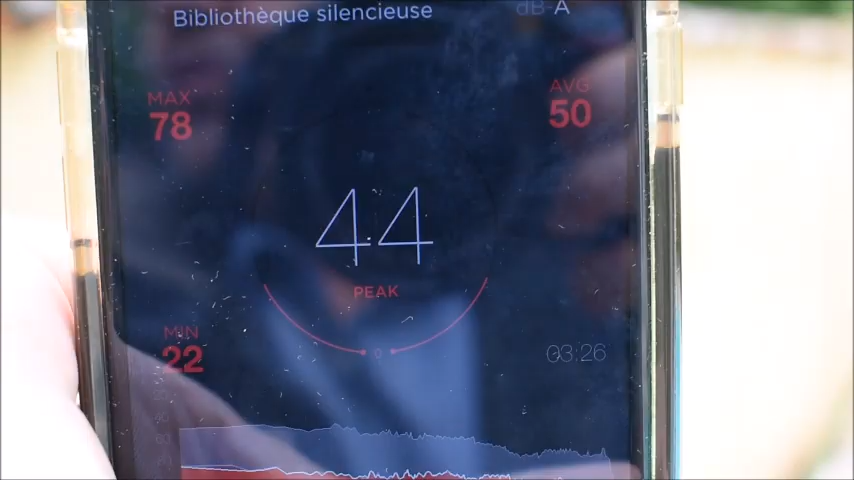 Bibliothèque silencieuse
dB-A
MAX
78
AVG
50
44
PEAK
MIN
22
0
03:26